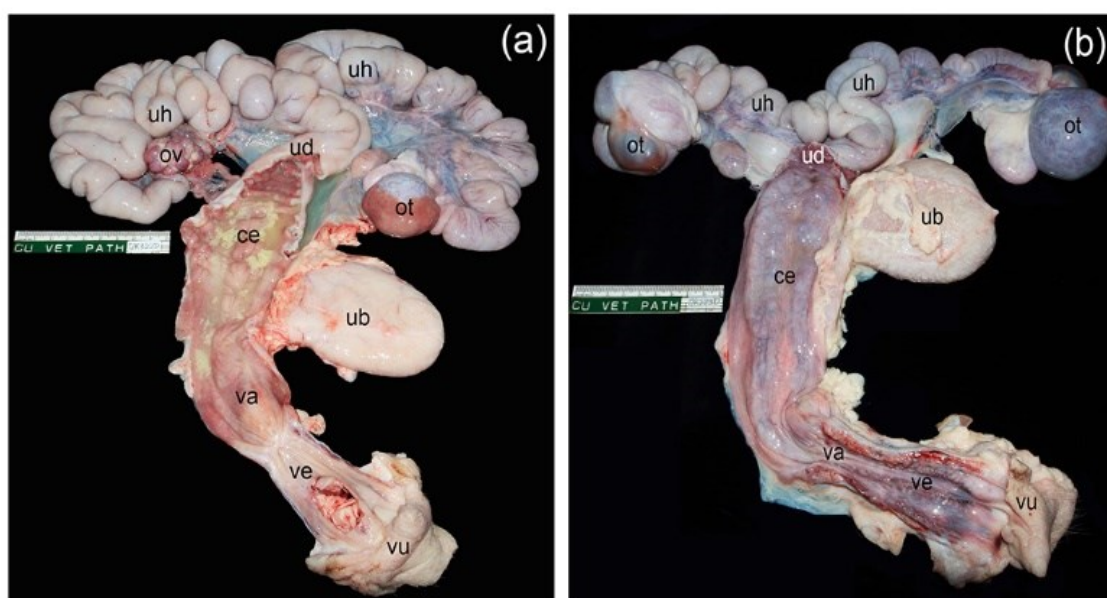 (a)
uh
uh
ov
ud
ot
ce
CU VET PATH
ub
va
ve
vu
(b)
uh
uh
ot
ot
ud
ub
ce
CU VET PATH
va
ve
vu